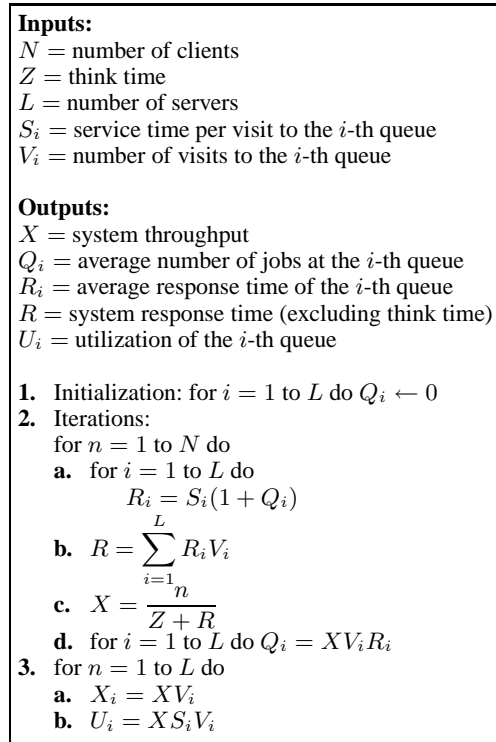 Inputs:
N = number of clients
Z = think time
L = number of servers
S_i = service time per visit to the i-th queue
V_i = number of visits to the i-th queue
Outputs:
X = system throughput
Q_i = average number of jobs at the i-th queue
R_i = average response time of the i-th queue
R = system response time (excluding think time)
U_i = utilization of the i-th queue
1. Initialization: for i = 1 to L do Q_i ← 0
2. Iterations:
for n = 1 to N do
a. for i = 1 to L do
R_i = S_i(1 + Q_i)
b. R = \sum_{i=1}^{L} R_i V_i
c. X = \frac{n}{Z + R}
d. for i = 1 to L do Q_i = XV_iR_i
3. for n = 1 to L do
a. X_i = XV_i
b. U_i = XS_iV_i